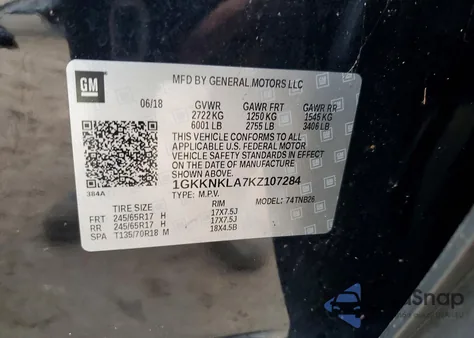 GM
MFD BY GENERAL MOTORS LLC
06/18 GVWR GAWR FRT GAWR RR
2722 KG 1250 KG 1545 KG
6001 LB 2755 LB 3406 LB
THIS VEHICLE CONFORMS TO ALL
APPLICABLE U.S. FEDERAL MOTOR
VEHICLE SAFETY STANDARDS IN EFFECT
ON THE DATE OF MANUFACTURE
SHOWN ABOVE.
1GKKNKLA7KZ107284
384A
TYPE: M.P.V. MODEL: 74TNB26
TIRE SIZE RIM
FRT 245/65R17 H 17X7.5J
RR 245/65R17 H 17X7.5J
SPA T135/70R18 M 18X4.5B